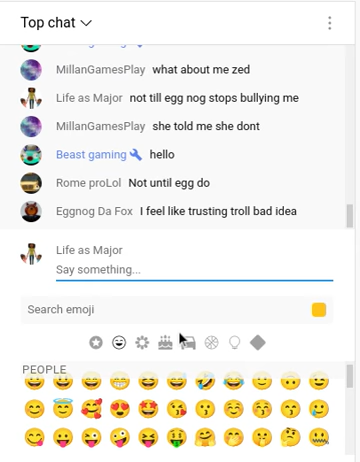 Top chat
MillanGamesPlay what about me zed
Life as Major not till egg nog stops bullying me
MillanGamesPlay she told me she dont
Beast gaming hello
Rome proLol Not until egg do
Eggnog Da Fox I feel like trusting troll bad idea
Life as Major
Say something...
Search emoji
PEOPLE